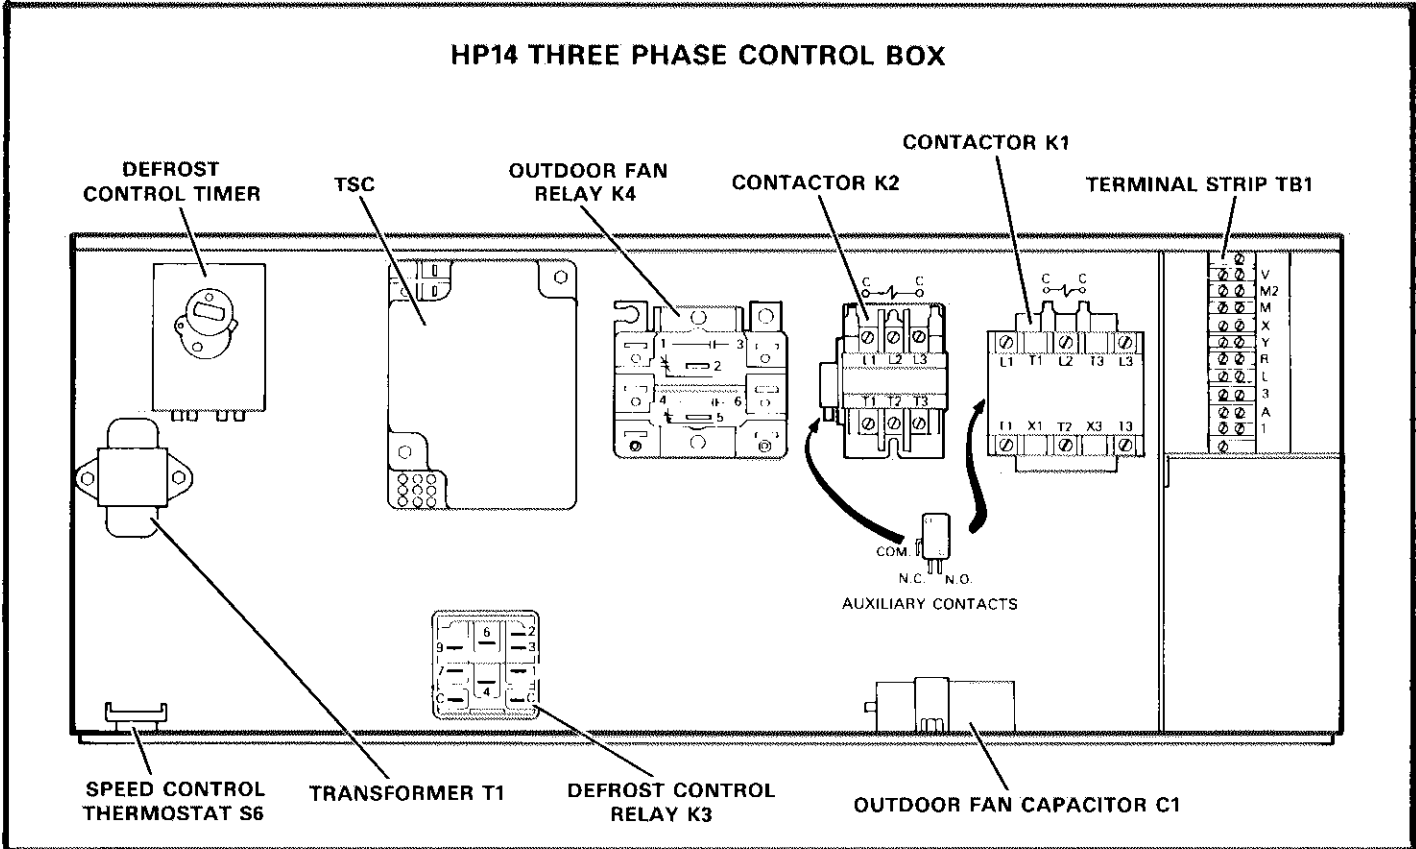 HP14 THREE PHASE CONTROL BOX
DEFROST
CONTROL TIMER
TSC
OUTDOOR FAN
RELAY K4
CONTACTOR K2
CONTACTOR K1
TERMINAL STRIP TB1
1 3
2
4 6
5
C C
L1 L2 L3
T1 T2 T3
C C
L1 T1 L2 T3 L3
T1 X1 T2 X3 T3
V
M2
M
X
Y
R
L
3
A
1
COM.
N.C. N.O.
AUXILIARY CONTACTS
6 2
9 3
7
4
C C
SPEED CONTROL
THERMOSTAT S6
TRANSFORMER T1
DEFROST CONTROL
RELAY K3
OUTDOOR FAN CAPACITOR C1